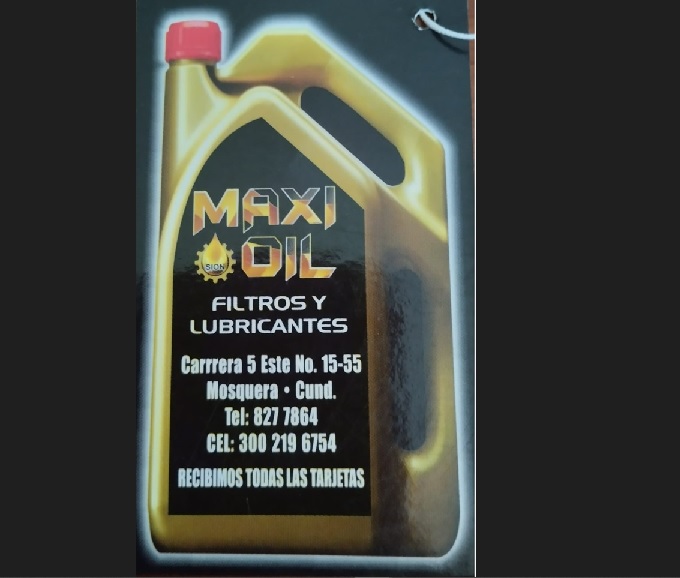 MAXI
SION
OIL
FILTROS Y
LUBRICANTES
Carrrera 5 Este No. 15-55
Mosquera • Cund.
Tel: 827 7864
CEL: 300 219 6754
RECIBIMOS TODAS LAS TARJETAS